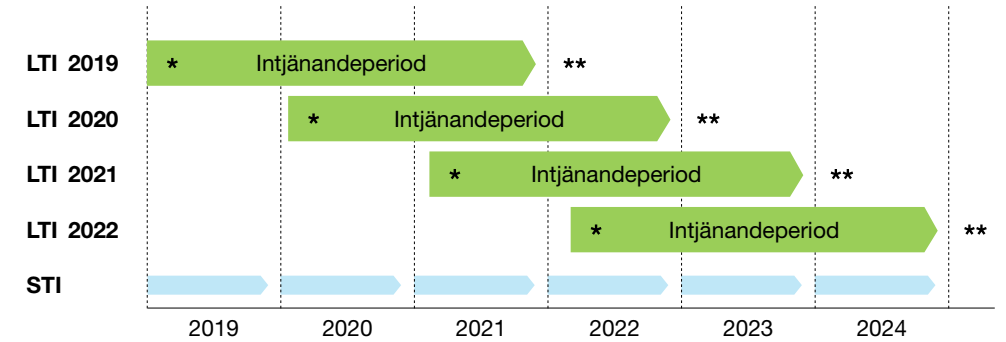 LTI 2019 * Intjänandeperiod **
LTI 2020 * Intjänandeperiod **
LTI 2021 * Intjänandeperiod **
LTI 2022 * Intjänandeperiod **
STI
2019 2020 2021 2022 2023 2024